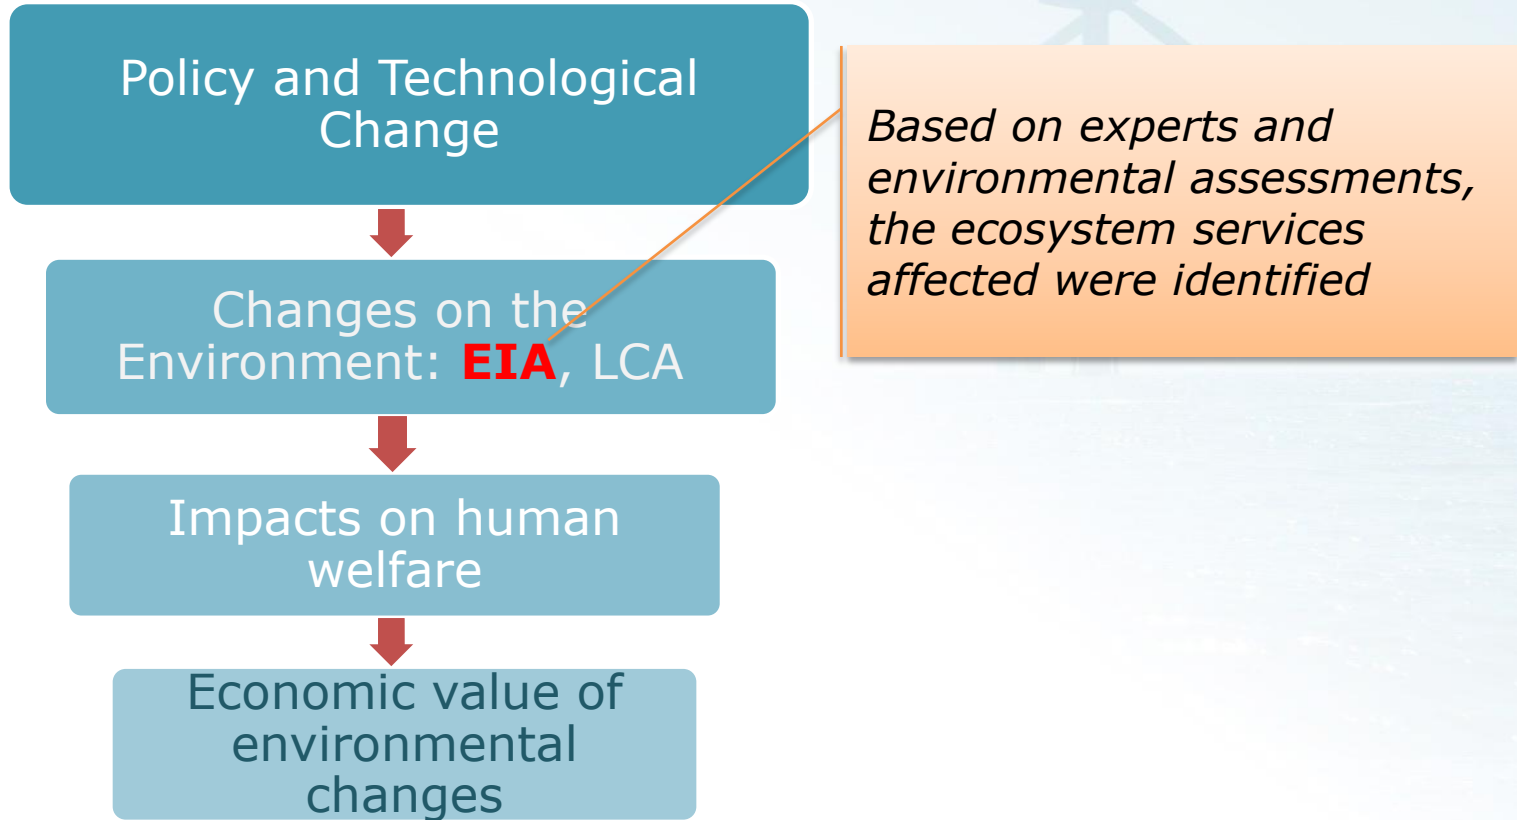 Policy and Technological
Change
Based on experts and
environmental assessments,
the ecosystem services
affected were identified
Changes on the
Environment: EIA, LCA
Impacts on human
welfare
Economic value of
environmental
changes